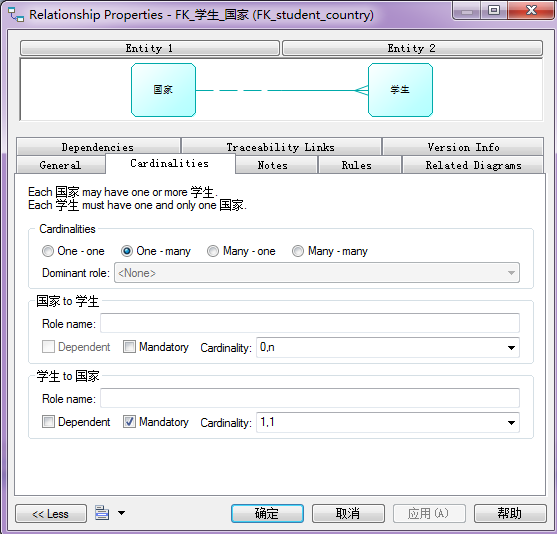 Relationship Properties - FK_学生_国家 (FK_student_country)
Entity 1 Entity 2
国家 学生
Dependencies Traceability Links Version Info
General Cardinalities Notes Rules Related Diagrams
Each 国家 may have one or more 学生.
Each 学生 must have one and only one 国家.
Cardinalities
One - one One - many Many - one Many - many
Dominant role: <None>
国家 to 学生
Role name:
Dependent Mandatory Cardinality: 0,n
学生 to 国家
Role name:
Dependent Mandatory Cardinality: 1,1
<< Less 确定 取消 应用(A) 帮助